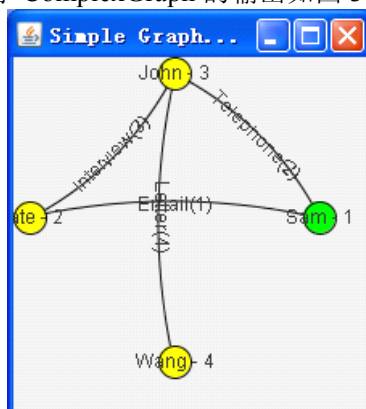 ComplexGraph 的输出如图 3
Simple Graph...
John - 3
Telephone(2)
Interview(3)
Email(1)
Letter(4)
ate - 2
Sam - 1
Wang - 4